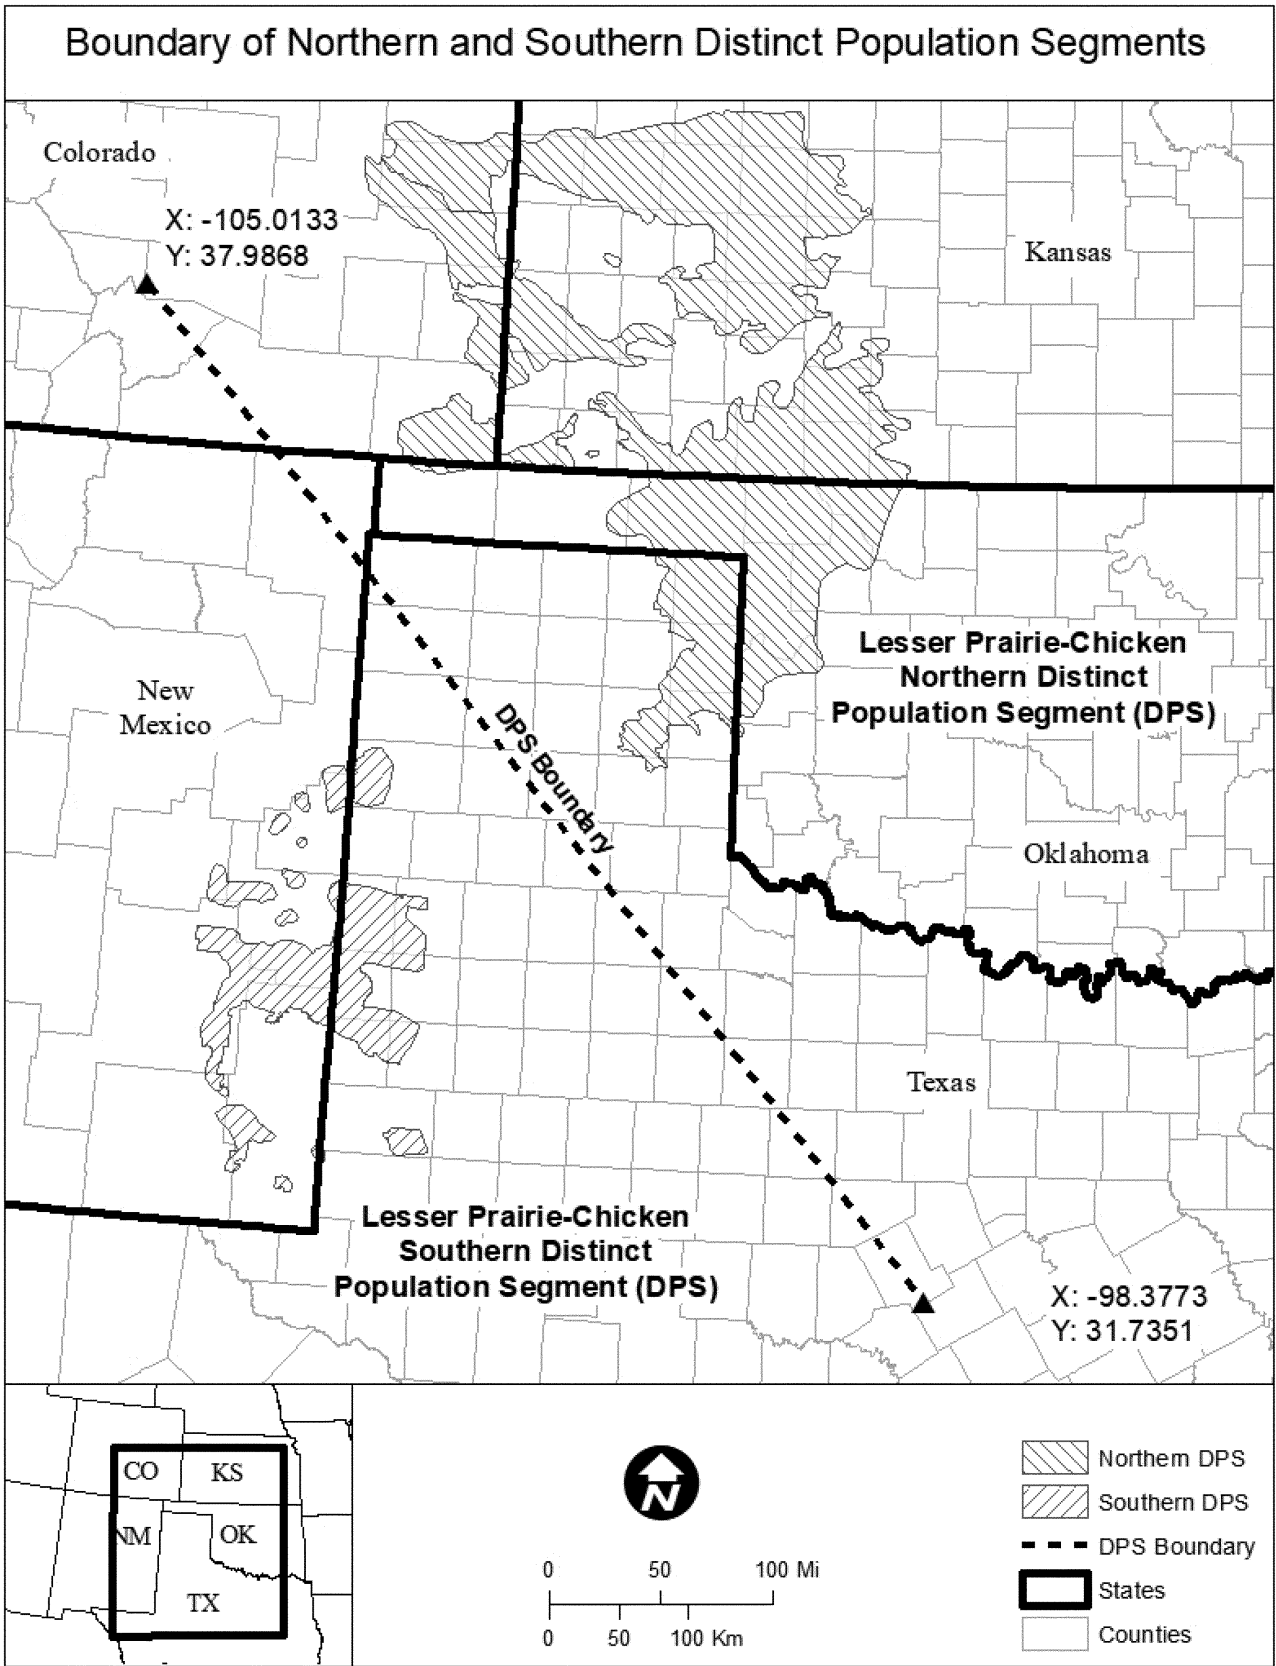 Boundary of Northern and Southern Distinct Population Segments
Colorado
X: -105.0133
Y: 37.9868
Kansas
Lesser Prairie-Chicken
Northern Distinct
Population Segment (DPS)
New
Mexico
DPS Boundary
Oklahoma
Texas
Lesser Prairie-Chicken
Southern Distinct
Population Segment (DPS)
X: -98.3773
Y: 31.7351
CO
KS
NM
OK
TX
N
0 50 100 Mi
0 50 100 Km
Northern DPS
Southern DPS
DPS Boundary
States
Counties